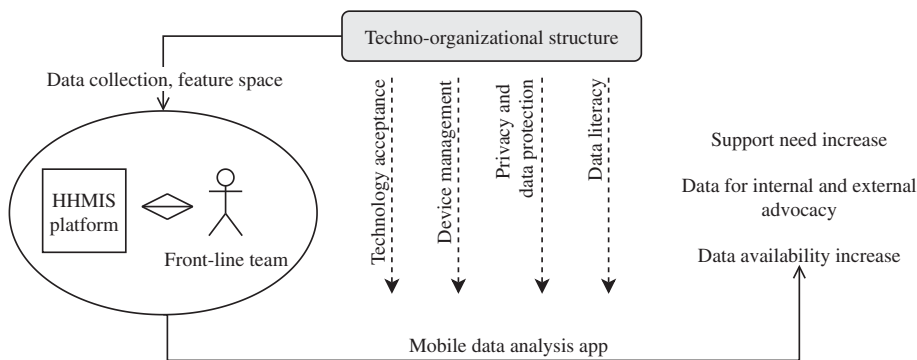 Techno-organizational structure
Data collection, feature space
HHMIS
platform
Front-line team
Technology acceptance
Device management
Privacy and
data protection
Data literacy
Support need increase
Data for internal and external
advocacy
Data availability increase
Mobile data analysis app